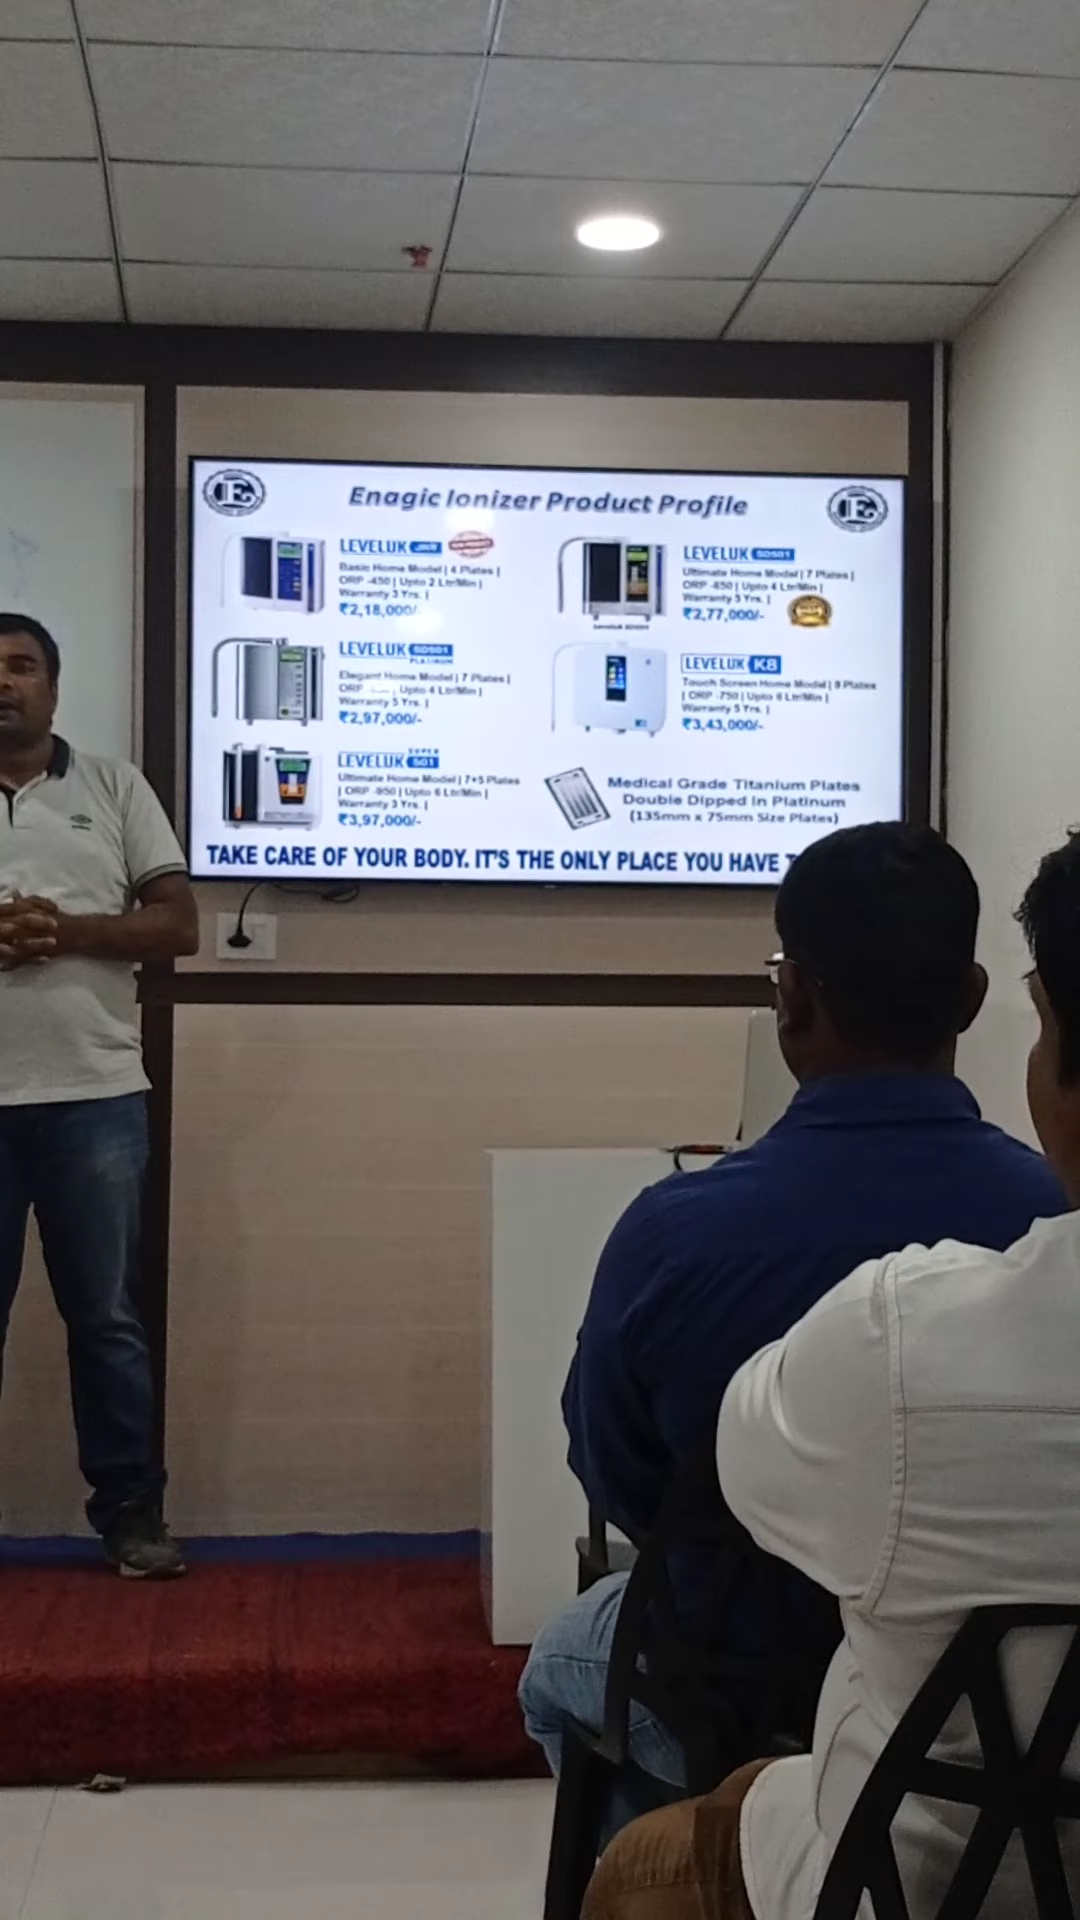 Enagic Ionizer Product Profile
LEVELUK JRIV
Basic Home Model | 4 Plates |
ORP -450 | Upto 2 Ltr/Min |
Warranty 3 Yrs. |
₹2,18,000/-
LEVELUK SD501
Ultimate Home Model | 7 Plates |
ORP -850 | Upto 4 Ltr/Min |
Warranty 5 Yrs. |
₹2,77,000/-
Leveluk SD501
LEVELUK SD501
PLATINUM
Elegant Home Model | 7 Plates |
ORP | Upto 4 Ltr/Min |
Warranty 5 Yrs. |
₹2,97,000/-
LEVELUK K8
Touch Screen Home Model | 8 Plates
| ORP -750 | Upto 6 Ltr/Min |
Warranty 5 Yrs. |
₹3,43,000/-
SUPER
LEVELUK 501
Ultimate Home Model | 7+5 Plates
| ORP -950 | Upto 6 Ltr/Min |
Warranty 3 Yrs. |
₹3,97,000/-
Medical Grade Titanium Plates
Double Dipped in Platinum
(135mm x 75mm Size Plates)
TAKE CARE OF YOUR BODY. IT'S THE ONLY PLACE YOU HAVE